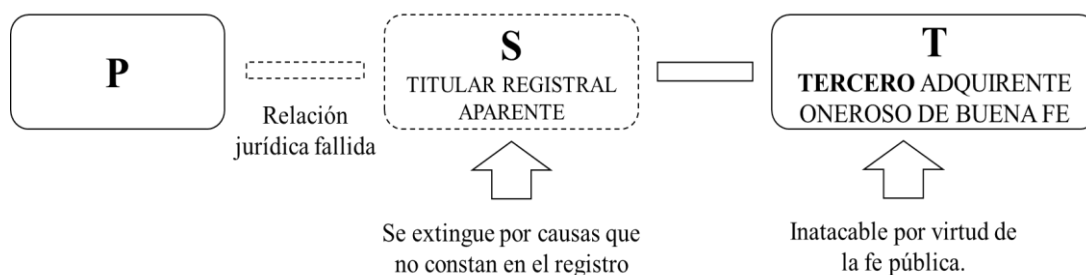 P
Relación
jurídica fallida
S
TITULAR REGISTRAL
APARENTE
Se extingue por causas que
no constan en el registro
T
TERCERO ADQUIRENTE
ONEROSO DE BUENA FE
Inatacable por virtud de
la fe pública.